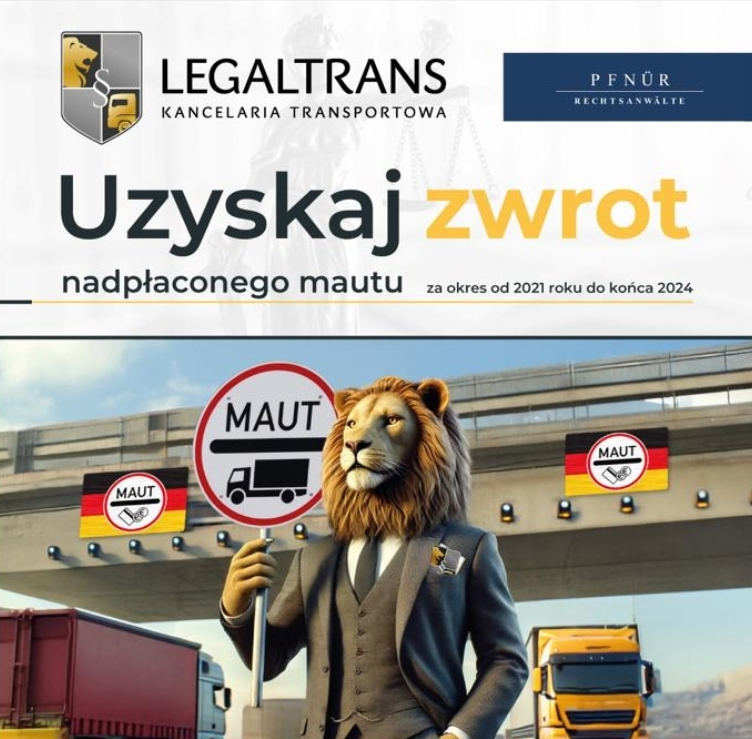 LEGALTRANS
KANCELARIA TRANSPORTOWA
PFNÜR
RECHTSANWÄLTE
Uzyskaj zwrot
nadpłaconego mautu za okres od 2021 roku do końca 2024
MAUT
MAUT
MAUT
§